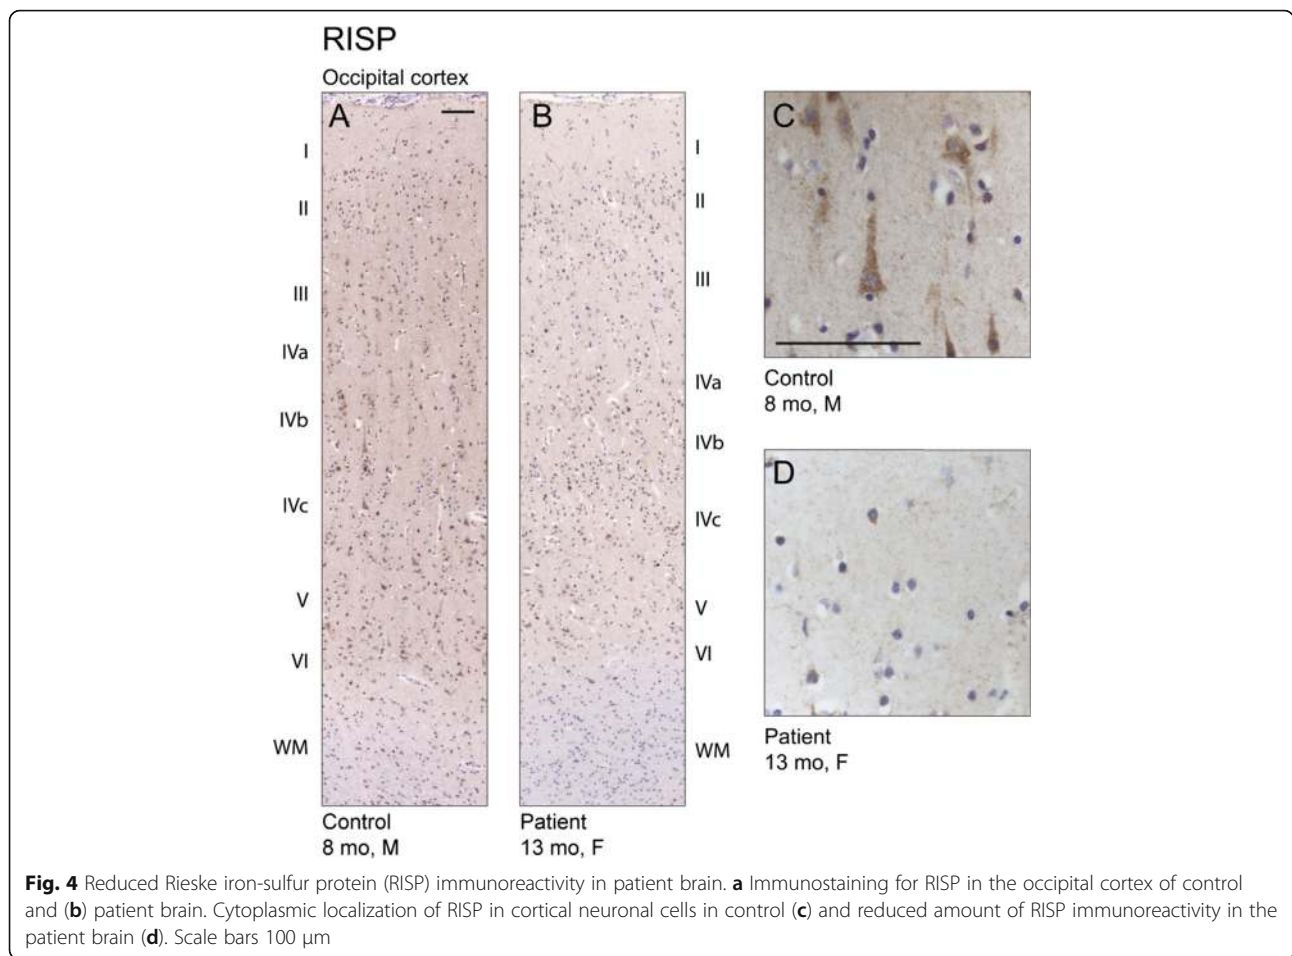 RISP
Occipital cortex
A
B
C
D
I
II
III
IVa
IVb
IVc
V
VI
WM
I
II
III
IVa
IVb
IVc
V
VI
WM
Control
8 mo, M
Patient
13 mo, F
Control
8 mo, M
Patient
13 mo, F
Fig. 4 Reduced Rieske iron-sulfur protein (RISP) immunoreactivity in patient brain. a Immunostaining for RISP in the occipital cortex of control
and (b) patient brain. Cytoplasmic localization of RISP in cortical neuronal cells in control (c) and reduced amount of RISP immunoreactivity in the
patient brain (d). Scale bars 100 μm